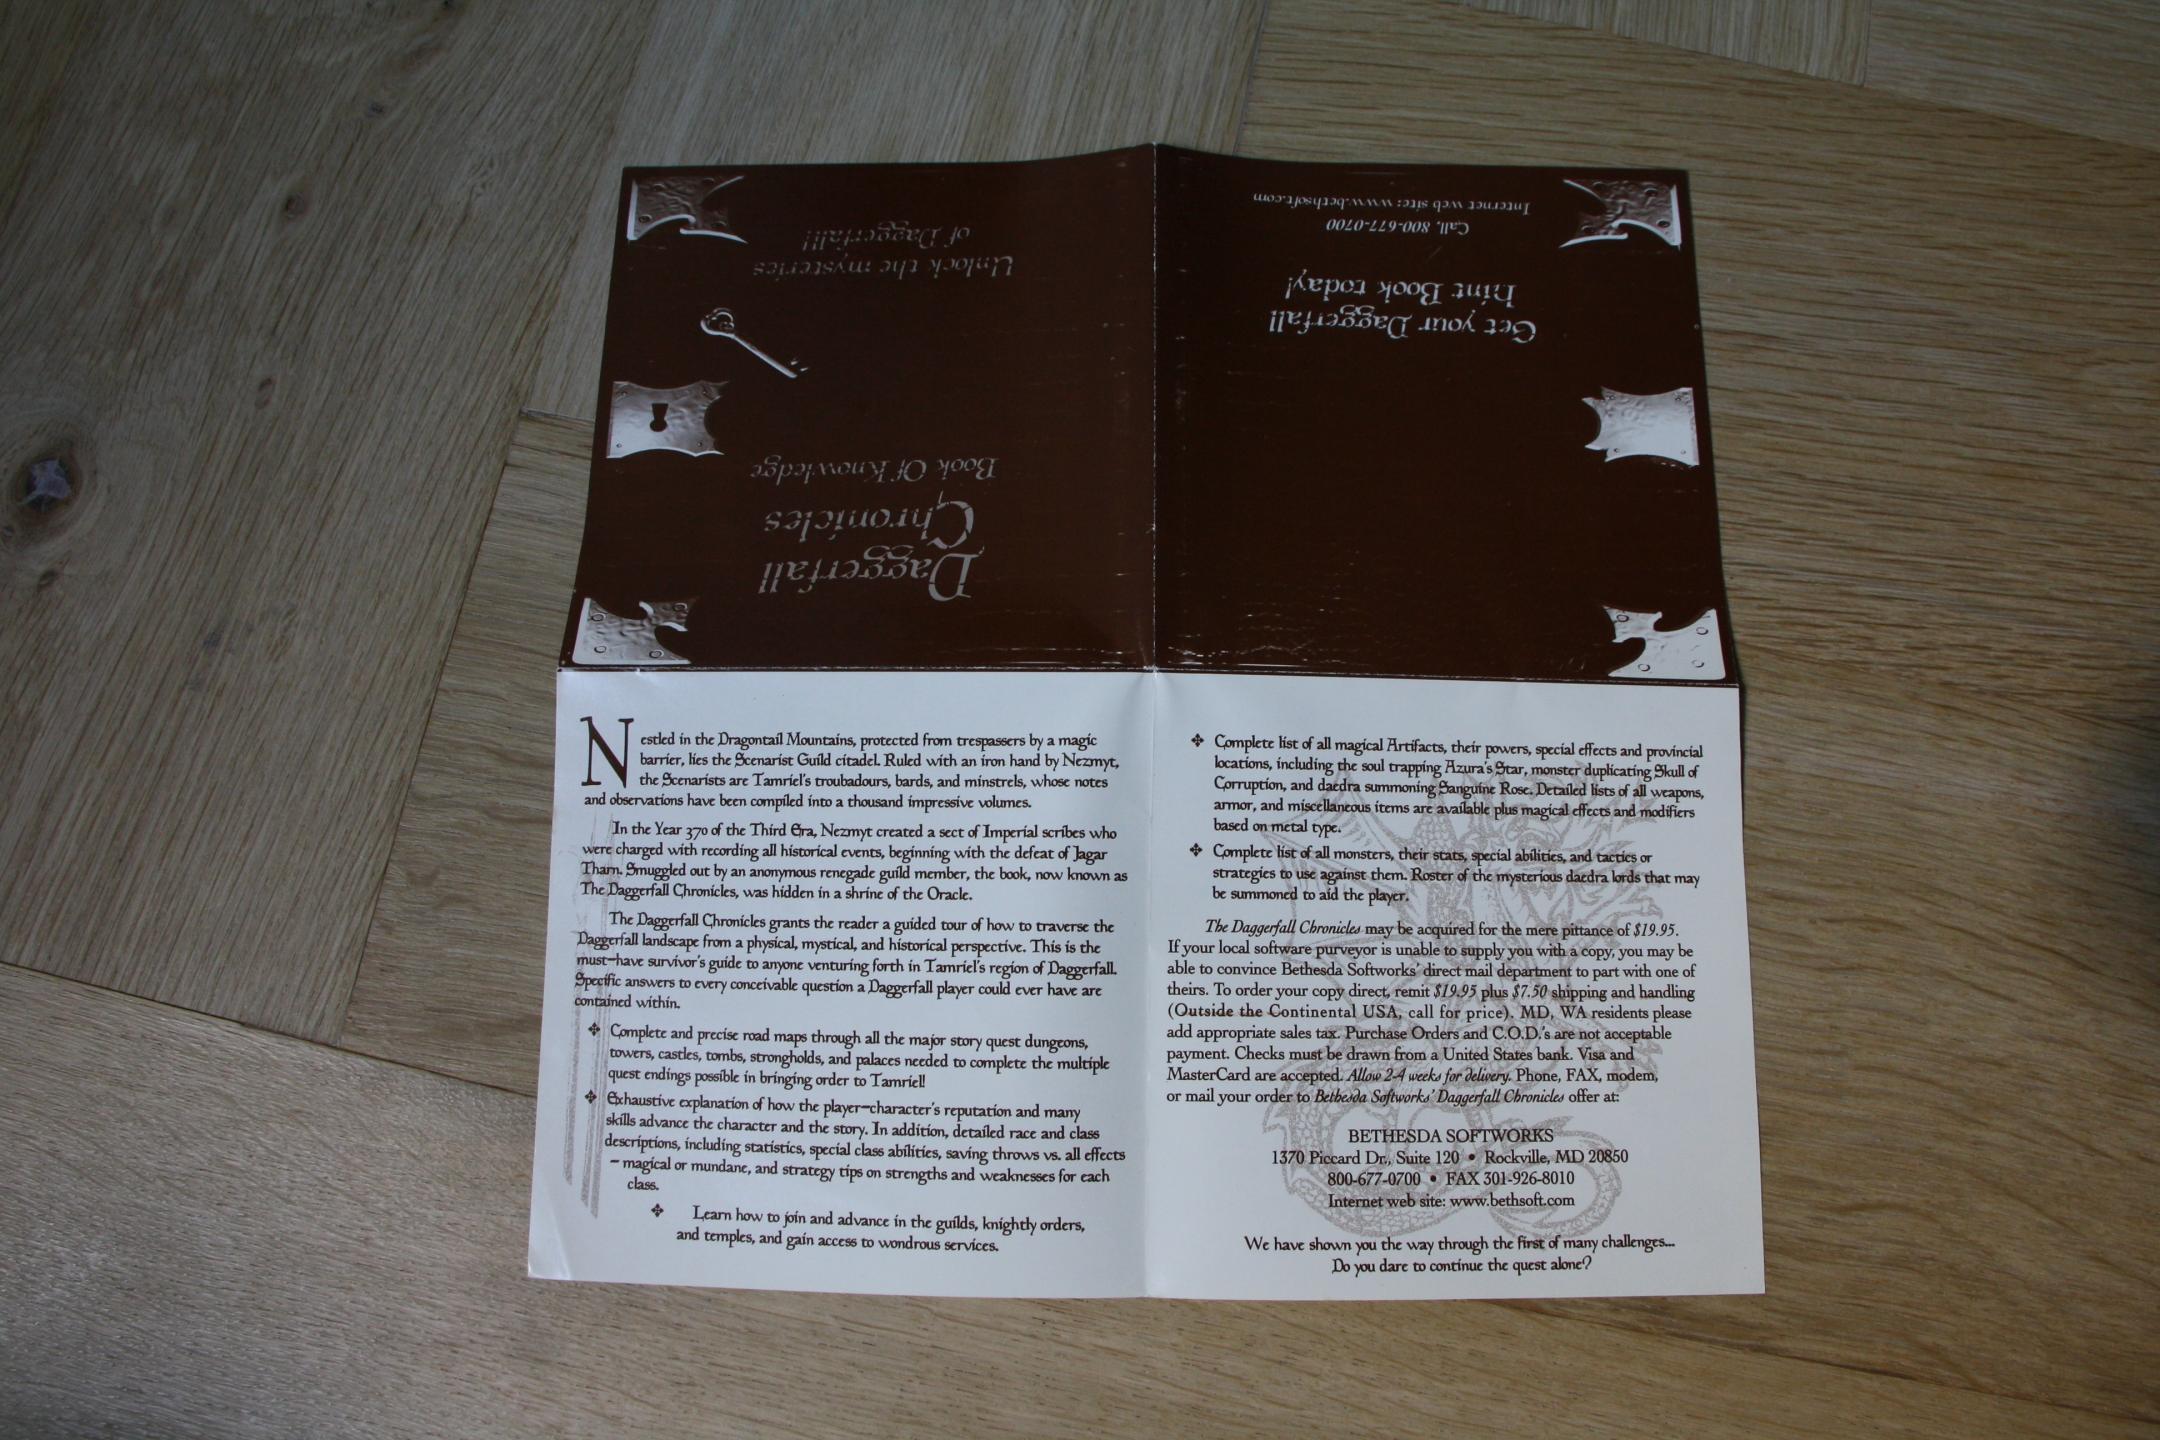 Daggerfall
Chronicles
Book Of Knowledge
Unlock the mysteries
of Daggerfall!
Get your Daggerfall
hint Book today!
Call, 800-677-0700
Internet web site: www.bethsoft.com
Nestled in the Dragontail Mountains, protected from trespassers by a magic
barrier, lies the Scenarist Guild citadel. Ruled with an iron hand by Nezmyt,
the Scenarists are Tamriel's troubadours, bards, and minstrels, whose notes
and observations have been compiled into a thousand impressive volumes.
In the Year 370 of the Third Era, Nezmyt created a sect of Imperial scribes who
were charged with recording all historical events, beginning with the defeat of Jagar
Tharn. Smuggled out by an anonymous renegade guild member, the book, now known as
The Daggerfall Chronicles, was hidden in a shrine of the Oracle.
The Daggerfall Chronicles grants the reader a guided tour of how to traverse the
Daggerfall landscape from a physical, mystical, and historical perspective. This is the
must-have survivor's guide to anyone venturing forth in Tamriel's region of Daggerfall.
Specific answers to every conceivable question a Daggerfall player could ever have are
contained within.
❖ Complete and precise road maps through all the major story quest dungeons,
towers, castles, tombs, strongholds, and palaces needed to complete the multiple
quest endings possible in bringing order to Tamriel!
❖ Exhaustive explanation of how the player-character's reputation and many
skills advance the character and the story. In addition, detailed race and class
descriptions, including statistics, special class abilities, saving throws vs. all effects
– magical or mundane, and strategy tips on strengths and weaknesses for each
class.
❖ Learn how to join and advance in the guilds, knightly orders,
and temples, and gain access to wondrous services.
❖ Complete list of all magical Artifacts, their powers, special effects and provincial
locations, including the soul trapping Azura's Star, monster duplicating Skull of
Corruption, and daedra summoning Sanguine Rose. Detailed lists of all weapons,
armor, and miscellaneous items are available plus magical effects and modifiers
based on metal type.
❖ Complete list of all monsters, their stats, special abilities, and tactics or
strategies to use against them. Roster of the mysterious daedra lords that may
be summoned to aid the player.
The Daggerfall Chronicles may be acquired for the mere pittance of $19.95.
If your local software purveyor is unable to supply you with a copy, you may be
able to convince Bethesda Softworks' direct mail department to part with one of
theirs. To order your copy direct, remit $19.95 plus $7.50 shipping and handling
(Outside the Continental USA, call for price). MD, WA residents please
add appropriate sales tax. Purchase Orders and C.O.D.'s are not acceptable
payment. Checks must be drawn from a United States bank. Visa and
MasterCard are accepted. Allow 2-4 weeks for delivery. Phone, FAX, modem,
or mail your order to Bethesda Softworks' Daggerfall Chronicles offer at:
BETHESDA SOFTWORKS
1370 Piccard Dr., Suite 120 • Rockville, MD 20850
800-677-0700 • FAX 301-926-8010
Internet web site: www.bethsoft.com
We have shown you the way through the first of many challenges...
Do you dare to continue the quest alone?